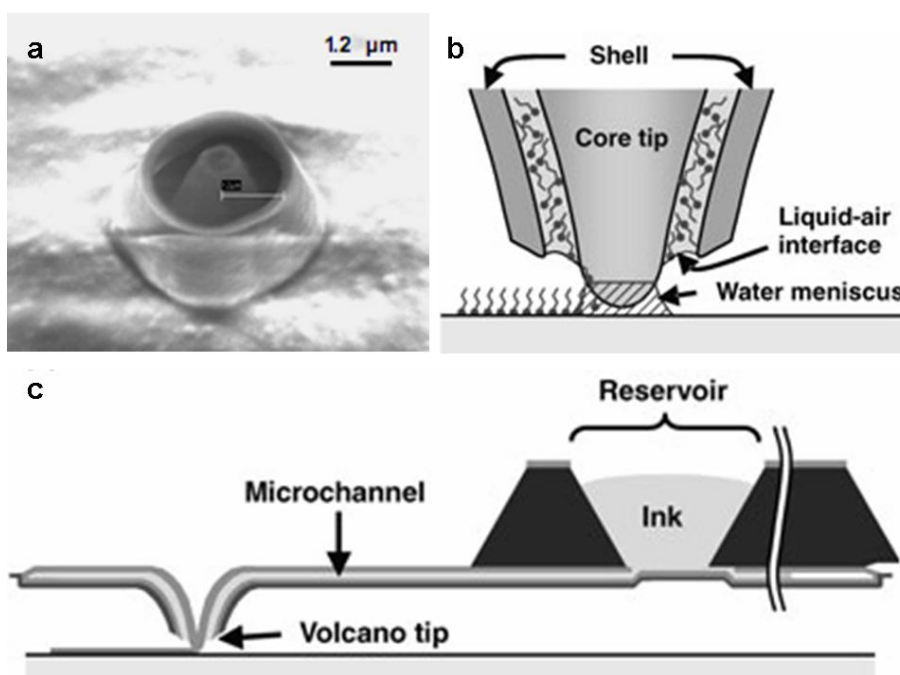 a
1.2 µm
b
Shell
Core tip
Liquid-air
interface
Water meniscus
c
Reservoir
Ink
Microchannel
Volcano tip